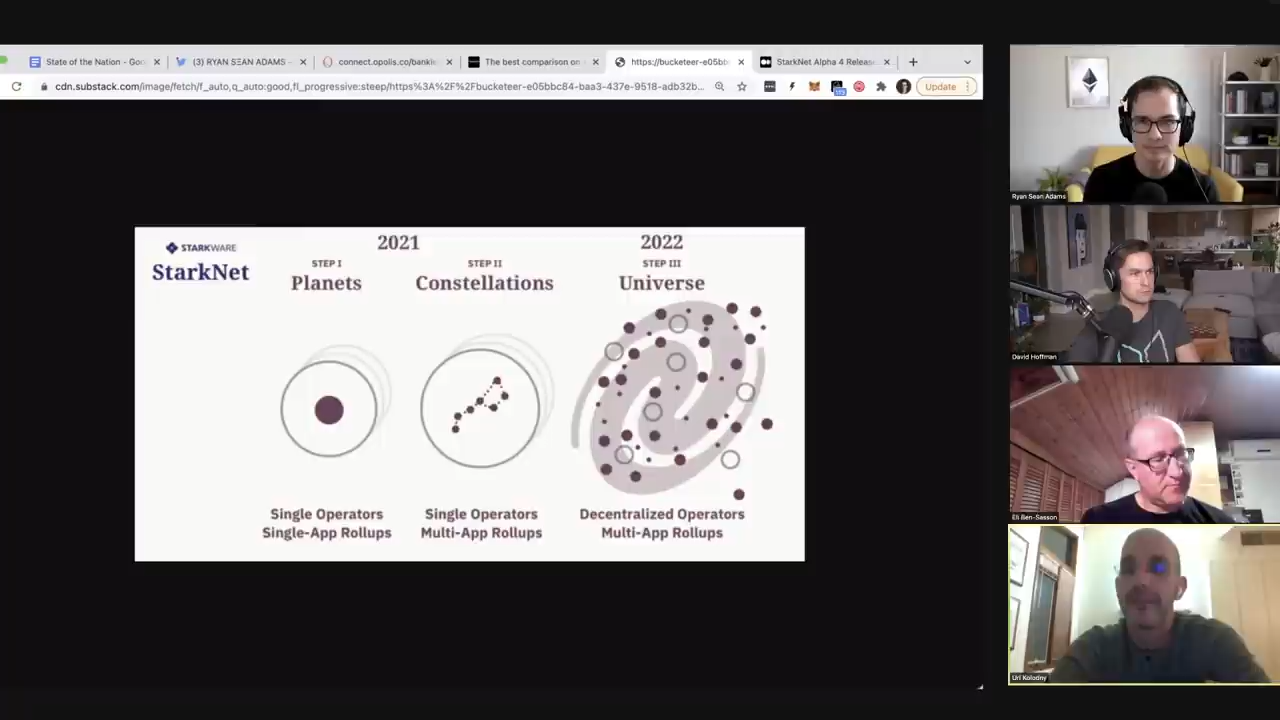 State of the Nation - Goo
(3) RYAN SΞAN ADAMS -
connect.opolis.co/bankle
The best comparison on
https://bucketeer-e05bb
StarkNet Alpha 4 Releas
cdn.substack.com/image/fetch/f_auto,q_auto:good,fl_progressive:steep/https%3A%2F%2Fbucketeer-e05bbc84-baa3-437e-9518-adb32b...
Update
STARKWARE
StarkNet
2021
STEP I
Planets
STEP II
Constellations
2022
STEP III
Universe
Single Operators
Single-App Rollups
Single Operators
Multi-App Rollups
Decentralized Operators
Multi-App Rollups
Ryan Sean Adams
David Hoffman
Eli Ben-Sasson
Uri Kolodny